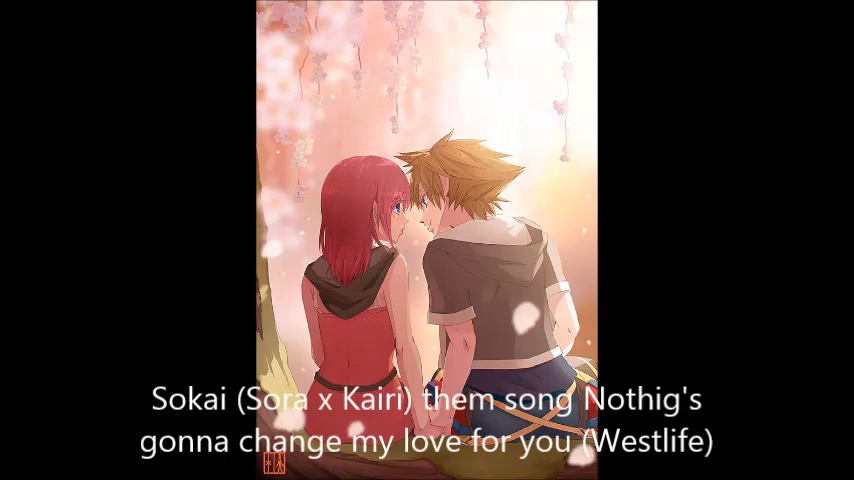 Sokai (Sora x Kairi) them song Nothig's
gonna change my love for you (Westlife)